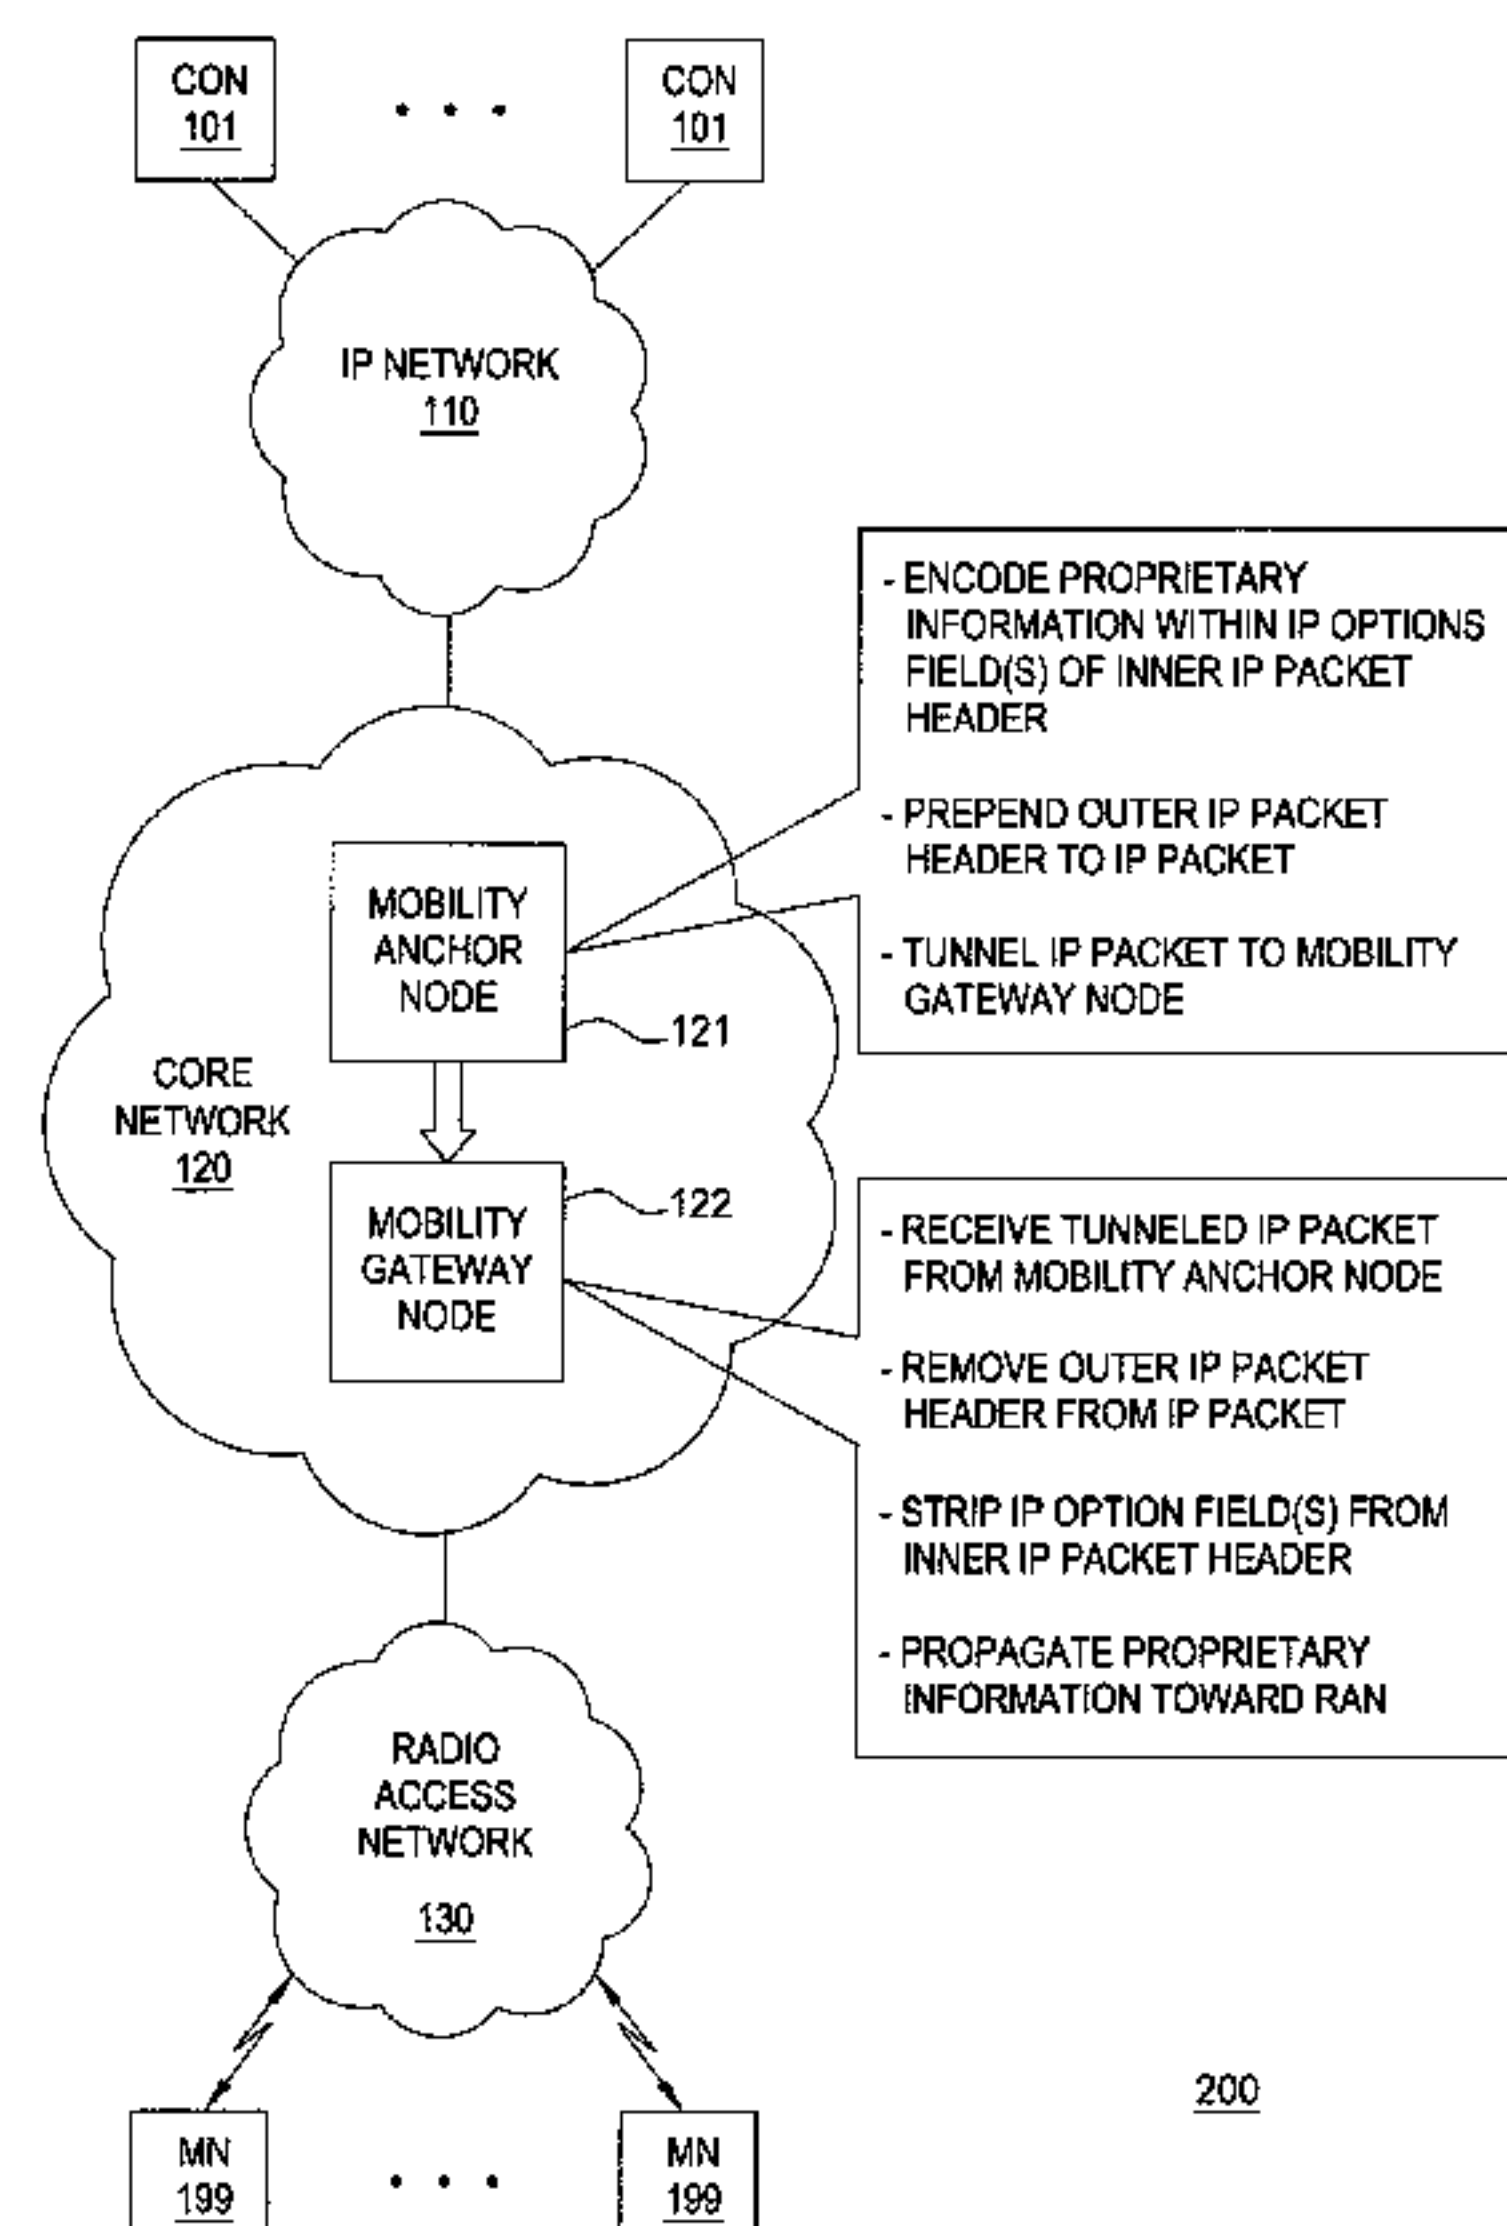 CON
101
CON
101
IP NETWORK
110
- ENCODE PROPRIETARY
INFORMATION WITHIN IP OPTIONS
FIELD(S) OF INNER IP PACKET
HEADER
- PREPEND OUTER IP PACKET
HEADER TO IP PACKET
- TUNNEL IP PACKET TO MOBILITY
GATEWAY NODE
MOBILITY
ANCHOR
NODE
121
CORE
NETWORK
120
122
MOBILITY
GATEWAY
NODE
- RECEIVE TUNNELED IP PACKET
FROM MOBILITY ANCHOR NODE
- REMOVE OUTER IP PACKET
HEADER FROM IP PACKET
- STRIP IP OPTION FIELD(S) FROM
INNER IP PACKET HEADER
- PROPAGATE PROPRIETARY
INFORMATION TOWARD RAN
RADIO
ACCESS
NETWORK
130
200
MN
199
MN
199